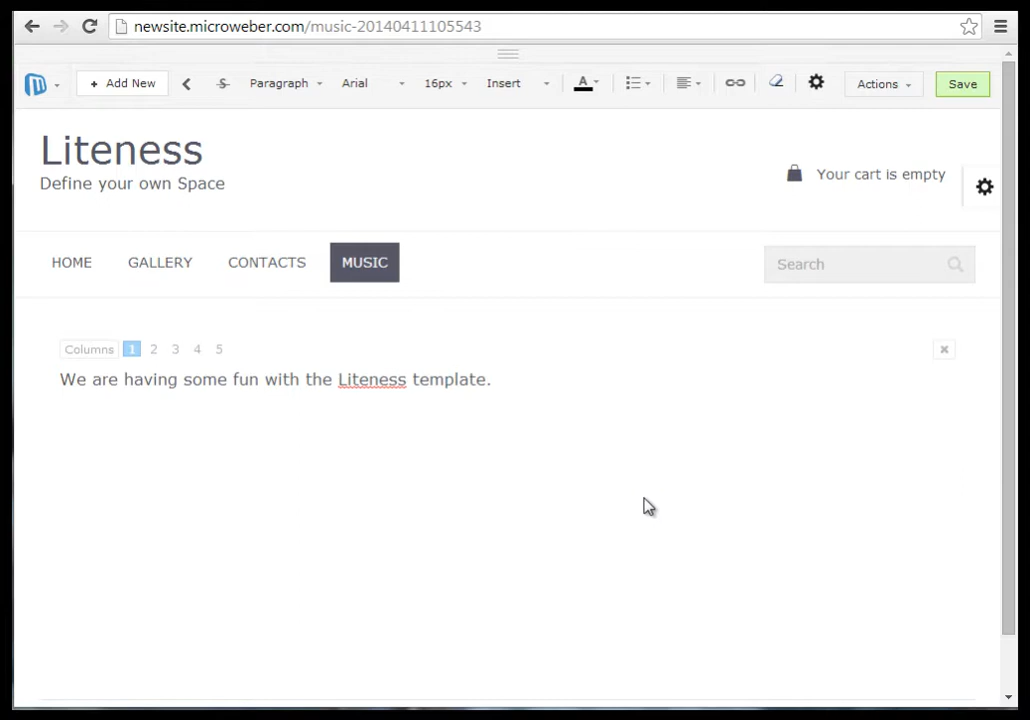 newsite.microweber.com/music-20140411105543
+ Add New S Paragraph Arial 16px Insert A Actions Save
Liteness
Define your own Space
Your cart is empty
HOME GALLERY CONTACTS MUSIC Search
Columns 1 2 3 4 5
We are having some fun with the Liteness template.